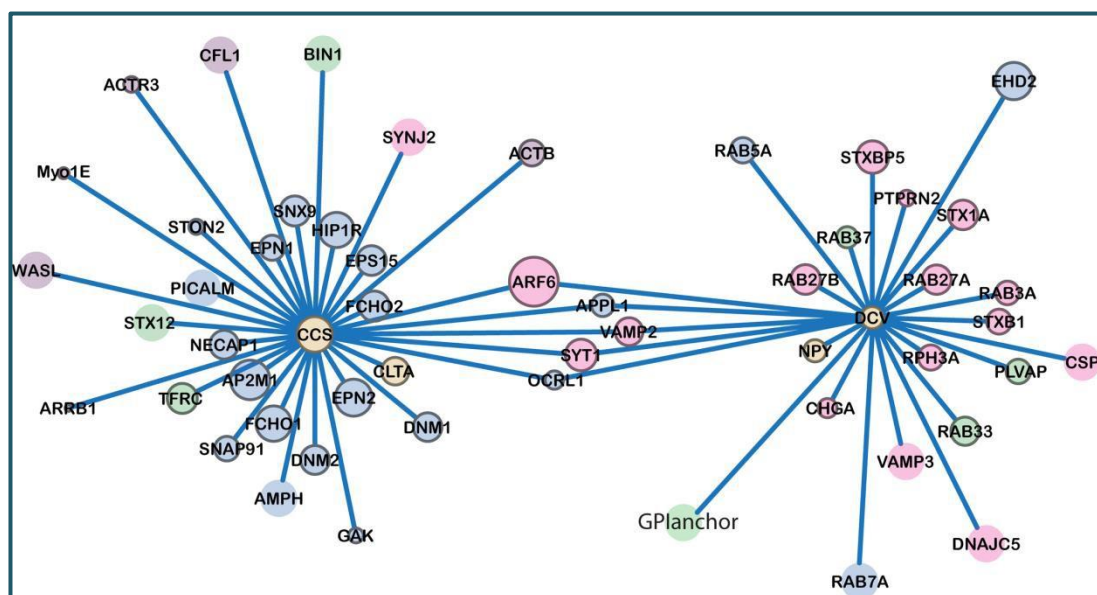 CFL1
BIN1
ACTR3
EHD2
SYNJ2
ACTB
RAB5A
STXBP5
Myo1E
PTPRN2
SNX9
STX1A
STON2
HIP1R
RAB37
EPN1
EPS15
WASL
ARF6
RAB27B
RAB27A
PICALM
RAB3A
FCHO2
APPL1
STX12
CCS
VAMP2
DCV
STXB1
NECAP1
SYT1
NPY
RPH3A
CSP
CLTA
PLVAP
AP2M1
OCRL1
TFRC
EPN2
ARRB1
CHGA
FCHO1
DNM1
RAB33
SNAP91
DNM2
VAMP3
AMPH
GPIanchor
GAK
DNAJC5
RAB7A